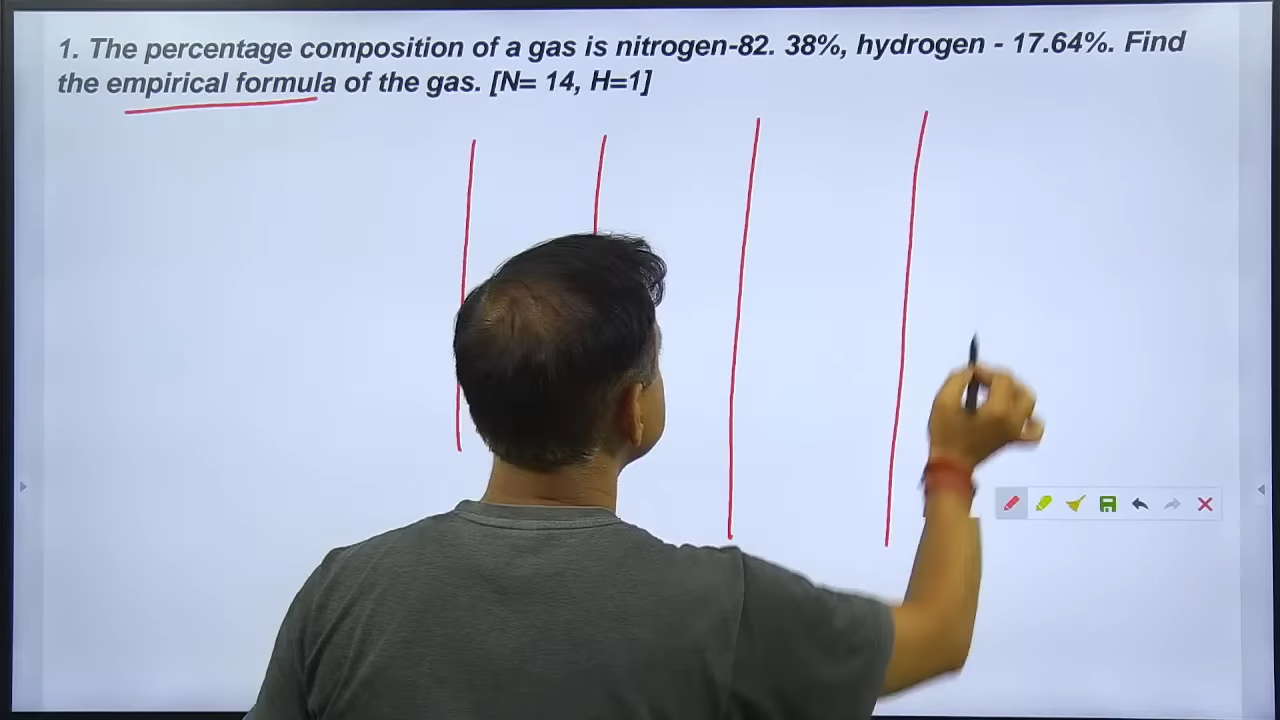 1. The percentage composition of a gas is nitrogen-82. 38%, hydrogen - 17.64%. Find
the empirical formula of the gas. [N= 14, H=1]